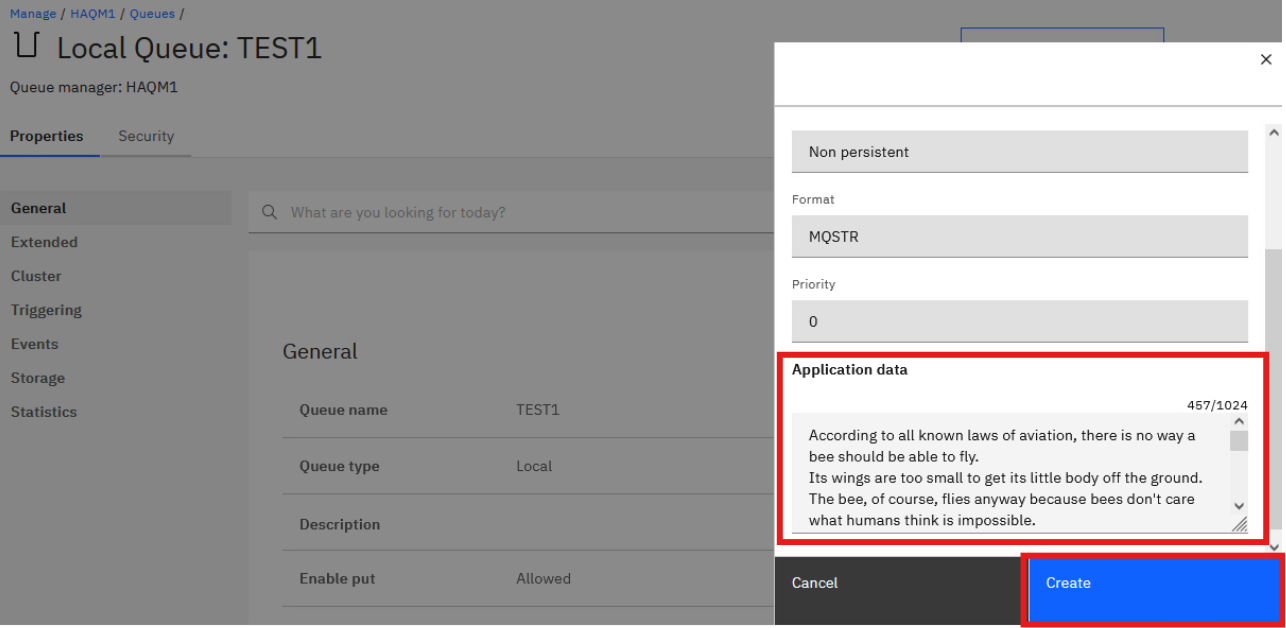 Manage / HAQM1 / Queues /
Local Queue: TEST1
Queue manager: HAQM1
Properties
Security
General
Extended
Cluster
Triggering
Events
Storage
Statistics
What are you looking for today?
General
Queue name TEST1
Queue type Local
Description
Enable put Allowed
Non persistent
Format
MQSTR
Priority
0
Application data
457/1024
According to all known laws of aviation, there is no way a
bee should be able to fly.
Its wings are too small to get its little body off the ground.
The bee, of course, flies anyway because bees don't care
what humans think is impossible.
Cancel
Create